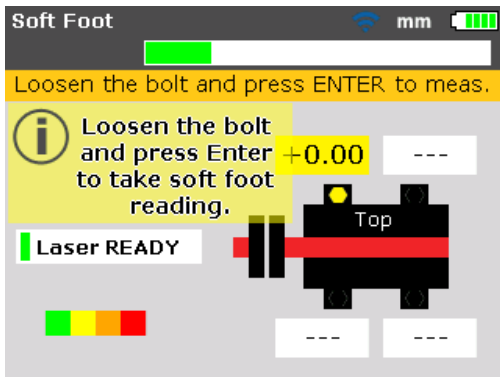 Soft Foot
mm
Loosen the bolt and press ENTER to meas.
Loosen the bolt
and press Enter
to take soft foot
reading.
+0.00
---
Top
Laser READY
---
---